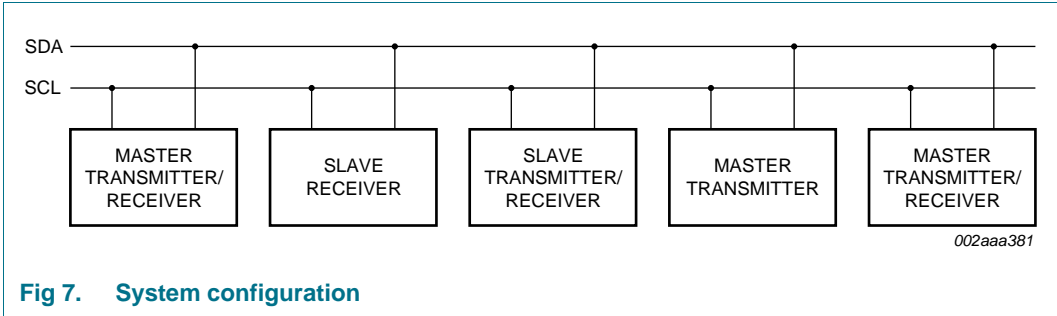 SDA
SCL
MASTER
TRANSMITTER/
RECEIVER
SLAVE
RECEIVER
SLAVE
TRANSMITTER/
RECEIVER
MASTER
TRANSMITTER
MASTER
TRANSMITTER/
RECEIVER
002aaa381
Fig 7. System configuration